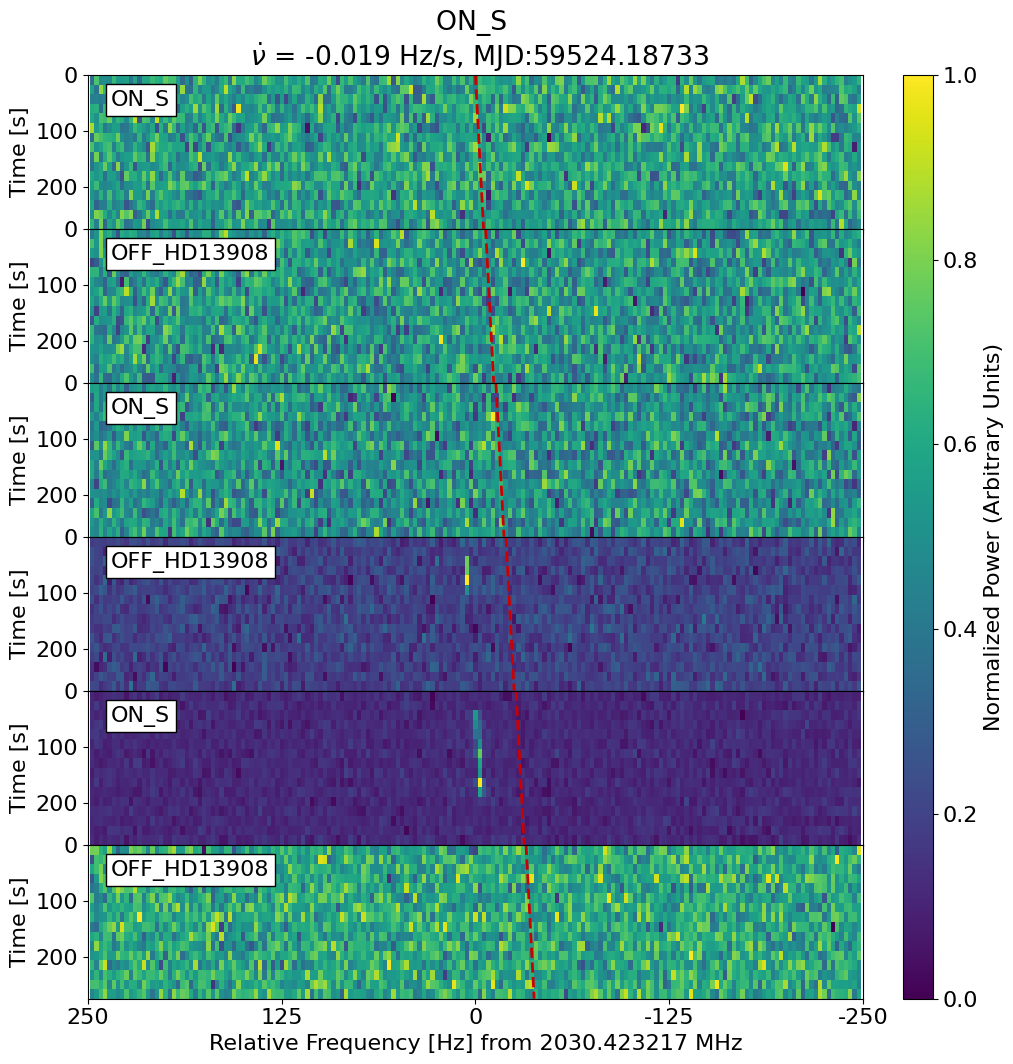 ON_S
ν̇ = -0.019 Hz/s, MJD:59524.18733
0
ON_S
100
200
Time [s]
0
OFF_HD13908
100
200
Time [s]
0
ON_S
100
200
Time [s]
0
OFF_HD13908
100
200
Time [s]
0
ON_S
100
200
Time [s]
0
OFF_HD13908
100
200
Time [s]
250 125 0 -125 -250
Relative Frequency [Hz] from 2030.423217 MHz
1.0
0.8
0.6
0.4
0.2
0.0
Normalized Power (Arbitrary Units)